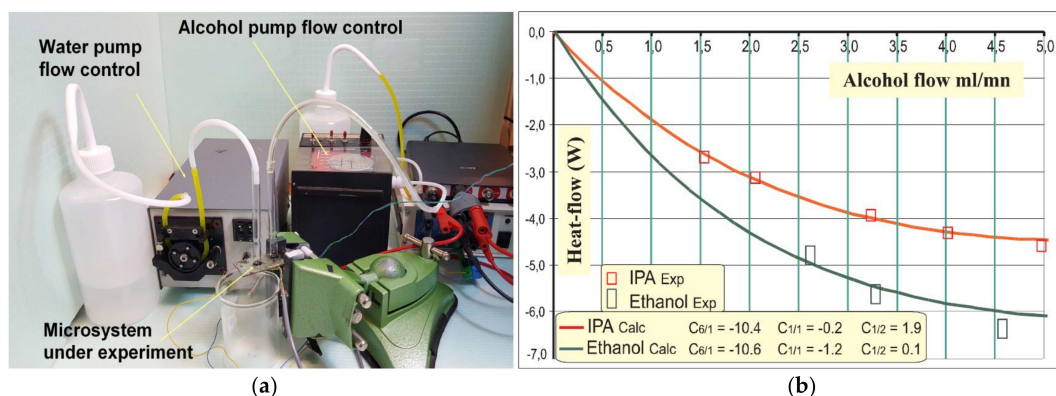 Alcohol pump flow control
Water pump
flow control
Microsystem
under experiment
(a)
0,0
0,5 1,0 1,5 2,0 2,5 3,0 3,5 4,0 4,5 5,0
Alcohol flow ml/mn
-1,0
-2,0
-3,0
-4,0
-5,0
-6,0
-7,0
Heat-flow (W)
IPA Exp
Ethanol Exp
IPA Calc C6/1 = -10.4 C1/1 = -0.2 C1/2 = 1.9
Ethanol Calc C6/1 = -10.6 C1/1 = -1.2 C1/2 = 0.1
(b)